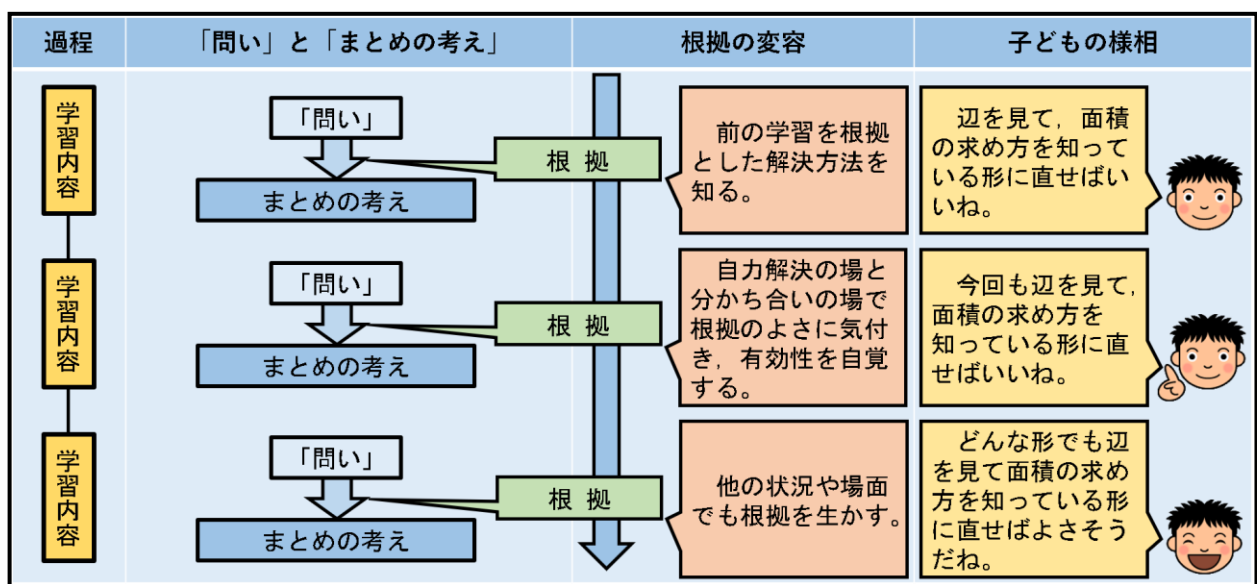 過程
「問い」と「まとめの考え」
根拠の変容
子どもの様相
学習内容
「問い」
まとめの考え
根 拠
前の学習を根拠
とした解決方法を
知る。
辺を見て，面積
の求め方を知って
いる形に直せばい
いね。
学習内容
「問い」
まとめの考え
根 拠
自力解決の場と
分かち合いの場で
根拠のよさに気付
き，有効性を自覚
する。
今回も辺を見て，
面積の求め方を
知っている形に直
せばいいね。
学習内容
「問い」
まとめの考え
根 拠
他の状況や場面
でも根拠を生かす。
どんな形でも辺
を見て面積の求め
方を知っている形
に直せばよさそう
だね。